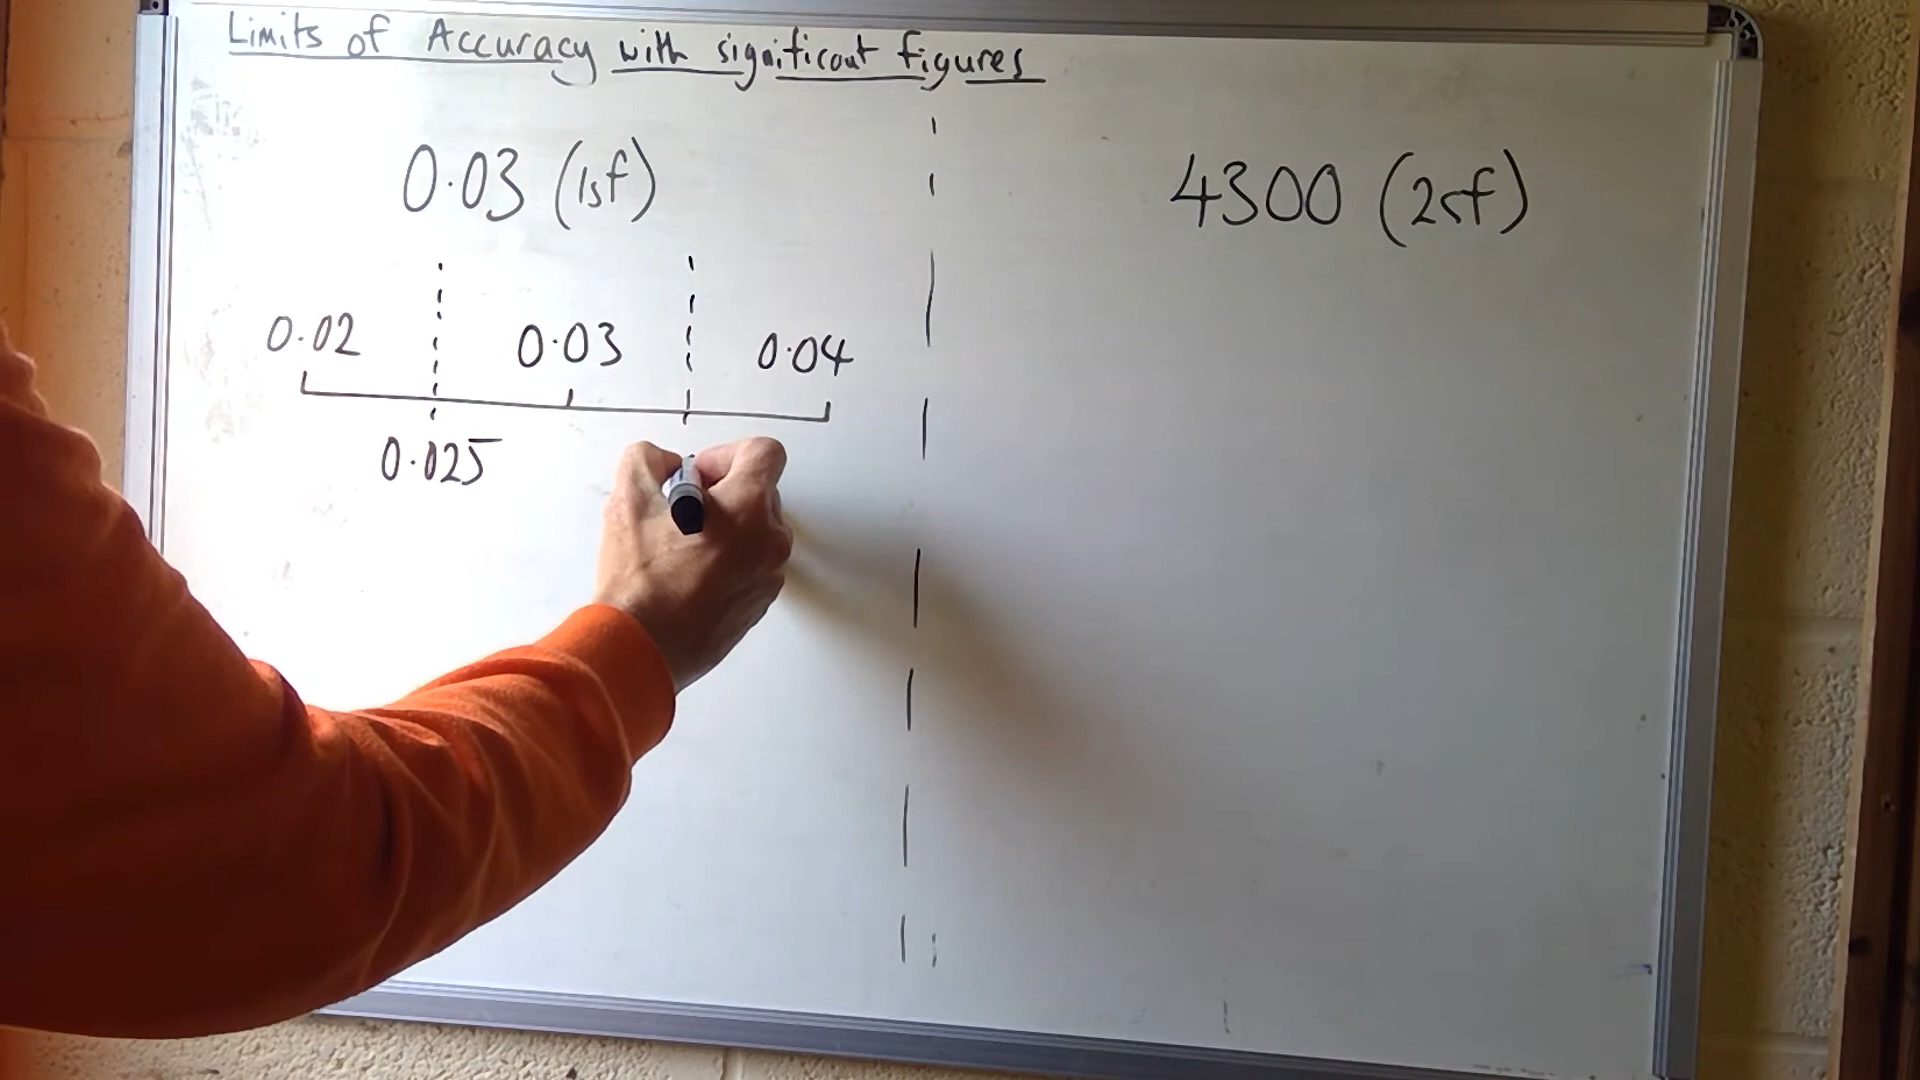 Limits of Accuracy with significant figures
0.03 (1sf)
0.02 0.03 0.04
0.025
4300 (2sf)